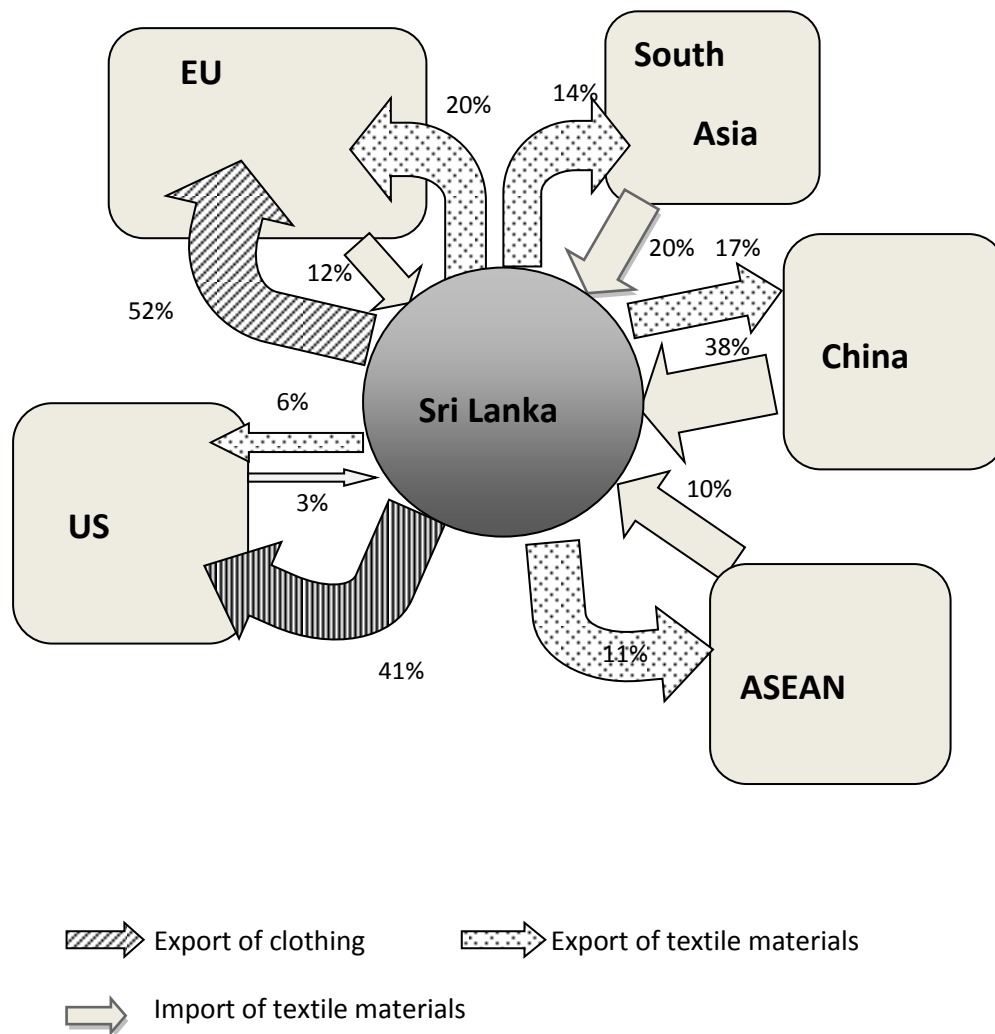 EU
South
Asia
20%
14%
12%
20%
17%
52%
38%
China
Sri Lanka
6%
3%
10%
US
41%
11%
ASEAN
Export of clothing
Export of textile materials
Import of textile materials